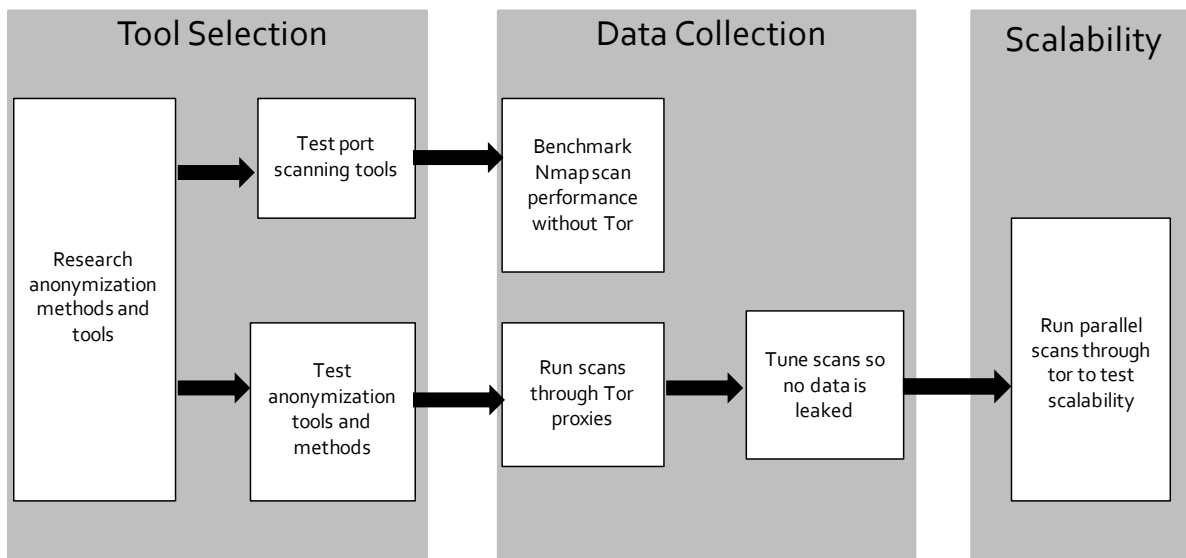 Tool Selection
Data Collection
Scalability
Research
anonymization
methods and
tools
Test port
scanning tools
Test
anonymization
tools and
methods
Benchmark
Nmap scan
performance
without Tor
Run scans
through Tor
proxies
Tune scans so
no data is
leaked
Run parallel
scans through
tor to test
scalability